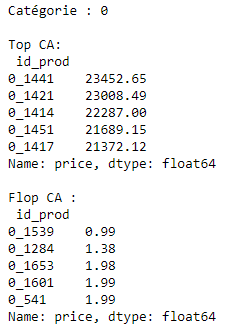 Catégorie : 0
Top CA:
id_prod
0_1441    23452.65
0_1421    23008.49
0_1414    22287.00
0_1451    21689.15
0_1417    21372.12
Name: price, dtype: float64
Flop CA :
id_prod
0_1539    0.99
0_1284    1.38
0_1653    1.98
0_1601    1.99
0_541     1.99
Name: price, dtype: float64